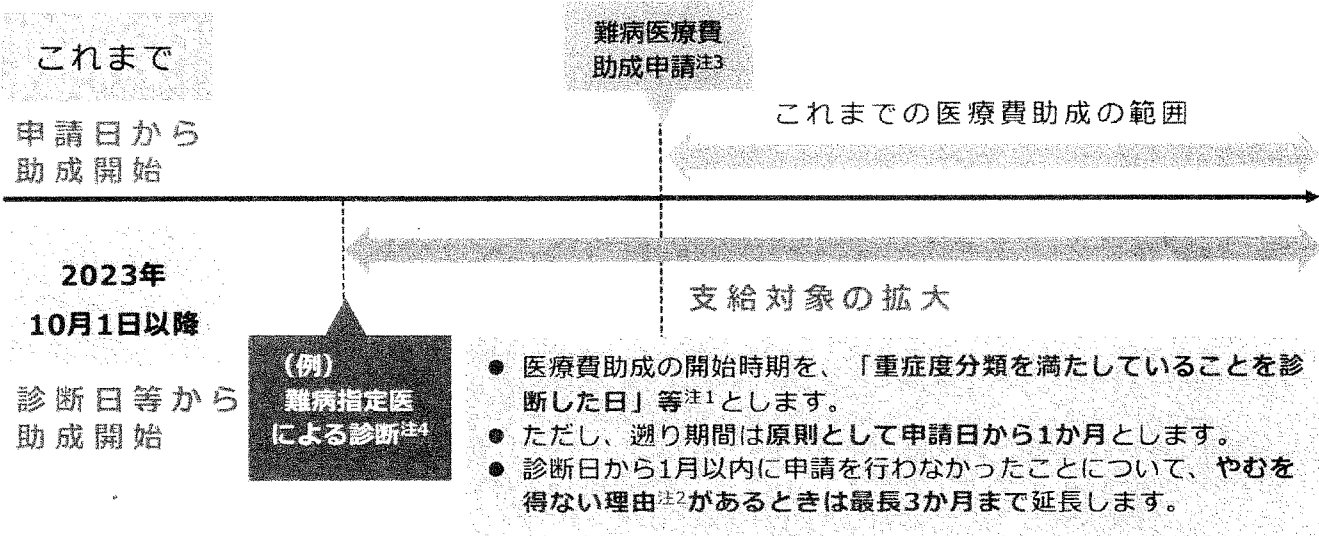 これまで
申請日から
助成開始
難病医療費
助成申請注3
これまでの医療費助成の範囲
2023年
10月1日以降
診断日等から
助成開始
支給対象の拡大
(例)
難病指定医
による診断注4
● 医療費助成の開始時期を、「重症度分類を満たしていることを診
断した日」等注1とします。
● ただし、遡り期間は原則として申請日から1か月とします。
● 診断日から1月以内に申請を行わなかったことについて、やむを
得ない理由注2があるときは最長3か月まで延長します。